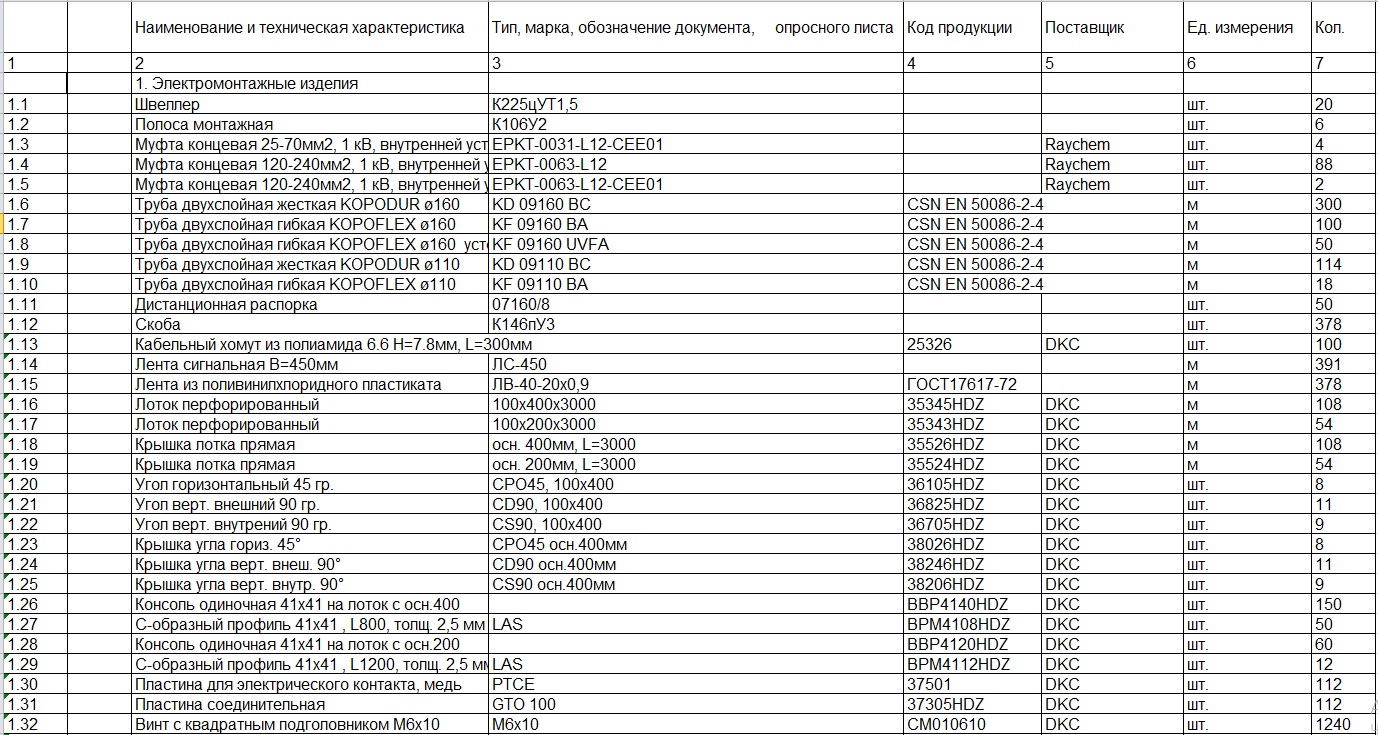 Наименование и техническая характеристика Тип, марка, обозначение документа, опросного листа Код продукции Поставщик Ед. измерения Кол.
1 2 3 4 5 6 7
1. Электромонтажные изделия
1.1 Швеллер К225цУТ1,5 шт. 20
1.2 Полоса монтажная К106У2 шт. 6
1.3 Муфта концевая 25-70мм2, 1 кВ, внутренней уст EPKT-0031-L12-CEE01 Raychem шт. 4
1.4 Муфта концевая 120-240мм2, 1 кВ, внутренней у EPKT-0063-L12 Raychem шт. 88
1.5 Муфта концевая 120-240мм2, 1 кВ, внутренней у EPKT-0063-L12-CEE01 Raychem шт. 2
1.6 Труба двухслойная жесткая KOPODUR ø160 KD 09160 BC CSN EN 50086-2-4 м 300
1.7 Труба двухслойная гибкая KOPOFLEX ø160 KF 09160 BA CSN EN 50086-2-4 м 100
1.8 Труба двухслойная гибкая KOPOFLEX ø160 уст KF 09160 UVFA CSN EN 50086-2-4 м 50
1.9 Труба двухслойная жесткая KOPODUR ø110 KD 09110 BC CSN EN 50086-2-4 м 114
1.10 Труба двухслойная гибкая KOPOFLEX ø110 KF 09110 BA CSN EN 50086-2-4 м 18
1.11 Дистанционная распорка 07160/8 шт. 50
1.12 Скоба К146пУ3 шт. 378
1.13 Кабельный хомут из полиамида 6.6 Н=7.8мм, L=300мм 25326 DKC шт. 100
1.14 Лента сигнальная В=450мм ЛС-450 м 391
1.15 Лента из поливинилхлоридного пластиката ЛВ-40-20х0,9 ГОСТ17617-72 м 378
1.16 Лоток перфорированный 100х400х3000 35345HDZ DKC м 108
1.17 Лоток перфорированный 100х200х3000 35343HDZ DKC м 54
1.18 Крышка лотка прямая осн. 400мм, L=3000 35526HDZ DKC м 108
1.19 Крышка лотка прямая осн. 200мм, L=3000 35524HDZ DKC м 54
1.20 Угол горизонтальный 45 гр. CPO45, 100х400 36105HDZ DKC шт. 8
1.21 Угол верт. внешний 90 гр. CD90, 100х400 36825HDZ DKC шт. 11
1.22 Угол верт. внутрений 90 гр. CS90, 100х400 36705HDZ DKC шт. 9
1.23 Крышка угла гориз. 45° CPO45 осн.400мм 38026HDZ DKC шт. 8
1.24 Крышка угла верт. внеш. 90° CD90 осн.400мм 38246HDZ DKC шт. 11
1.25 Крышка угла верт. внутр. 90° CS90 осн.400мм 38206HDZ DKC шт. 9
1.26 Консоль одиночная 41х41 на лоток с осн.400 BBP4140HDZ DKC шт. 150
1.27 С-образный профиль 41х41 , L800, толщ. 2,5 мм LAS BPM4108HDZ DKC шт. 50
1.28 Консоль одиночная 41х41 на лоток с осн.200 BBP4120HDZ DKC шт. 60
1.29 С-образный профиль 41х41 , L1200, толщ. 2,5 мм LAS BPM4112HDZ DKC шт. 12
1.30 Пластина для электрического контакта, медь PTCE 37501 DKC шт. 112
1.31 Пластина соединительная GTO 100 37305HDZ DKC шт. 112
1.32 Винт с квадратным подголовником М6х10 М6х10 CM010610 DKC шт. 1240